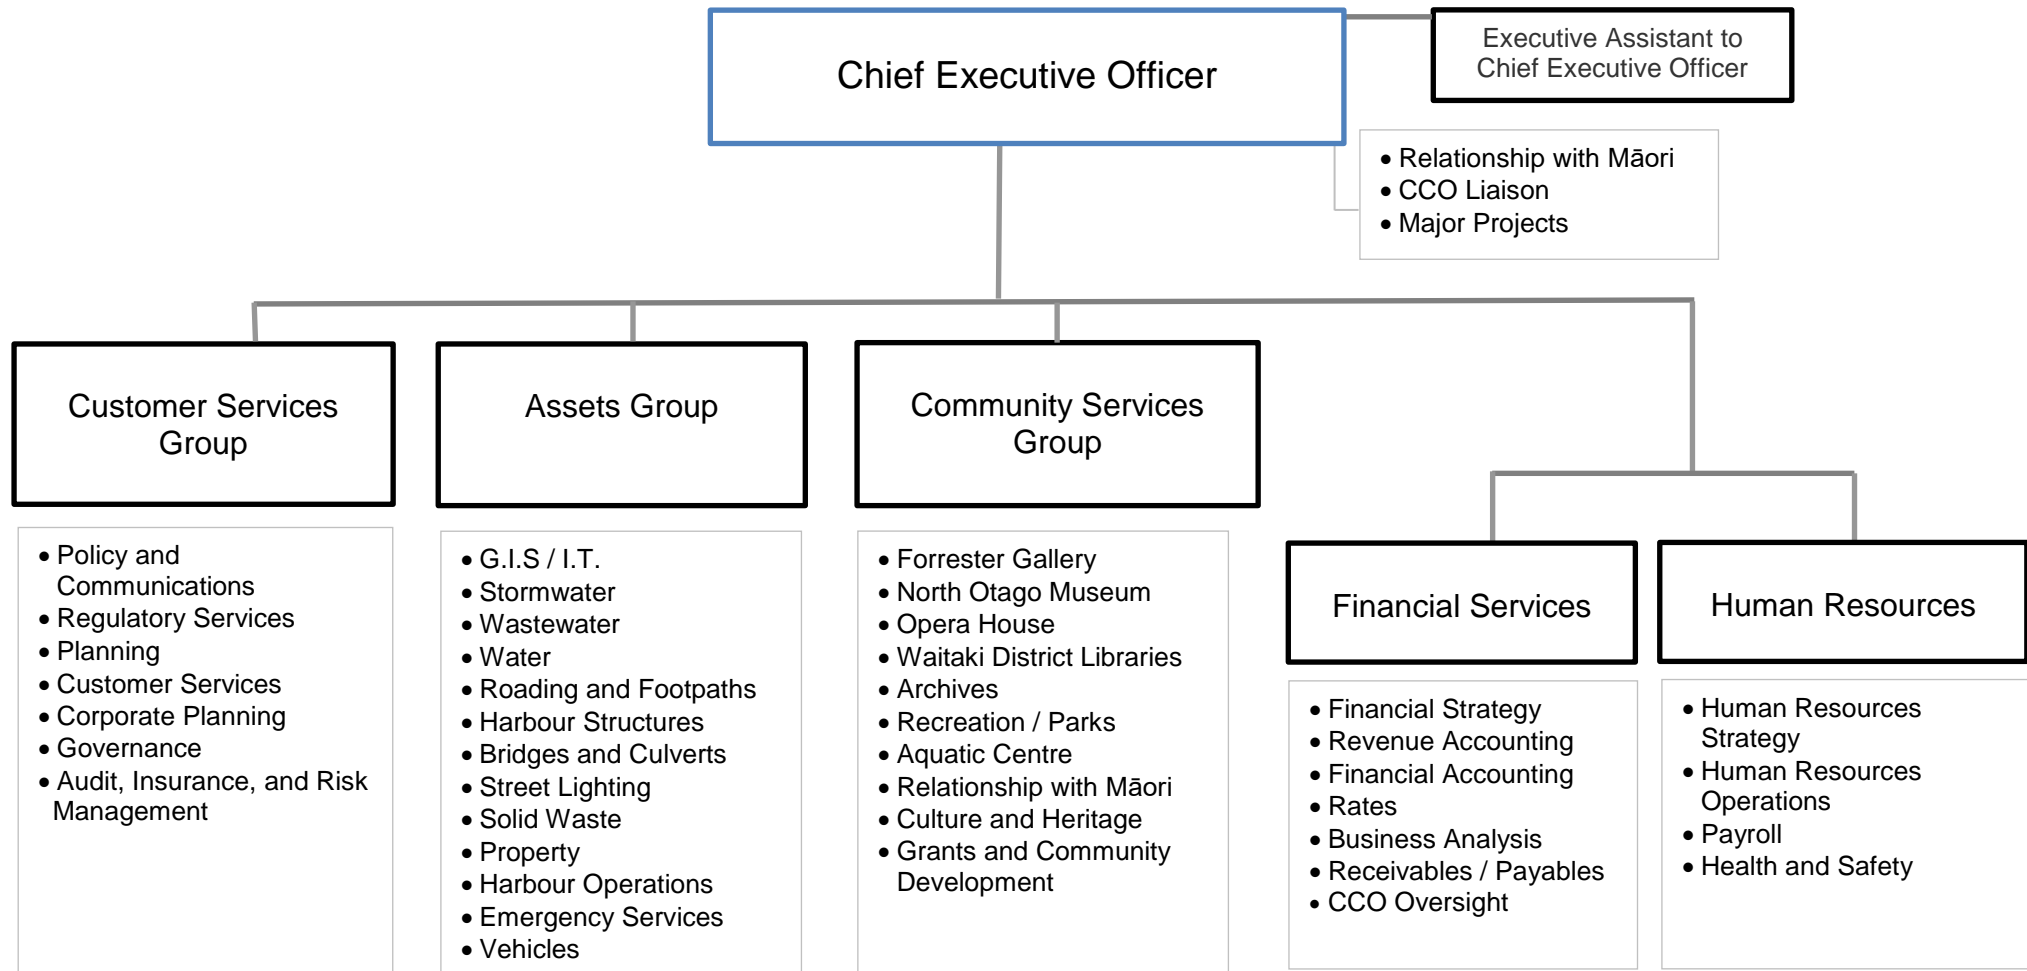 Chief Executive Officer
Executive Assistant to
Chief Executive Officer
• Relationship with Māori
• CCO Liaison
• Major Projects
Customer Services
Group
• Policy and
Communications
• Regulatory Services
• Planning
• Customer Services
• Corporate Planning
• Governance
• Audit, Insurance, and Risk
Management
Assets Group
• G.I.S / I.T.
• Stormwater
• Wastewater
• Water
• Roading and Footpaths
• Harbour Structures
• Bridges and Culverts
• Street Lighting
• Solid Waste
• Property
• Harbour Operations
• Emergency Services
• Vehicles
Community Services
Group
• Forrester Gallery
• North Otago Museum
• Opera House
• Waitaki District Libraries
• Archives
• Recreation / Parks
• Aquatic Centre
• Relationship with Māori
• Culture and Heritage
• Grants and Community
Development
Financial Services
• Financial Strategy
• Revenue Accounting
• Financial Accounting
• Rates
• Business Analysis
• Receivables / Payables
• CCO Oversight
Human Resources
• Human Resources
Strategy
• Human Resources
Operations
• Payroll
• Health and Safety